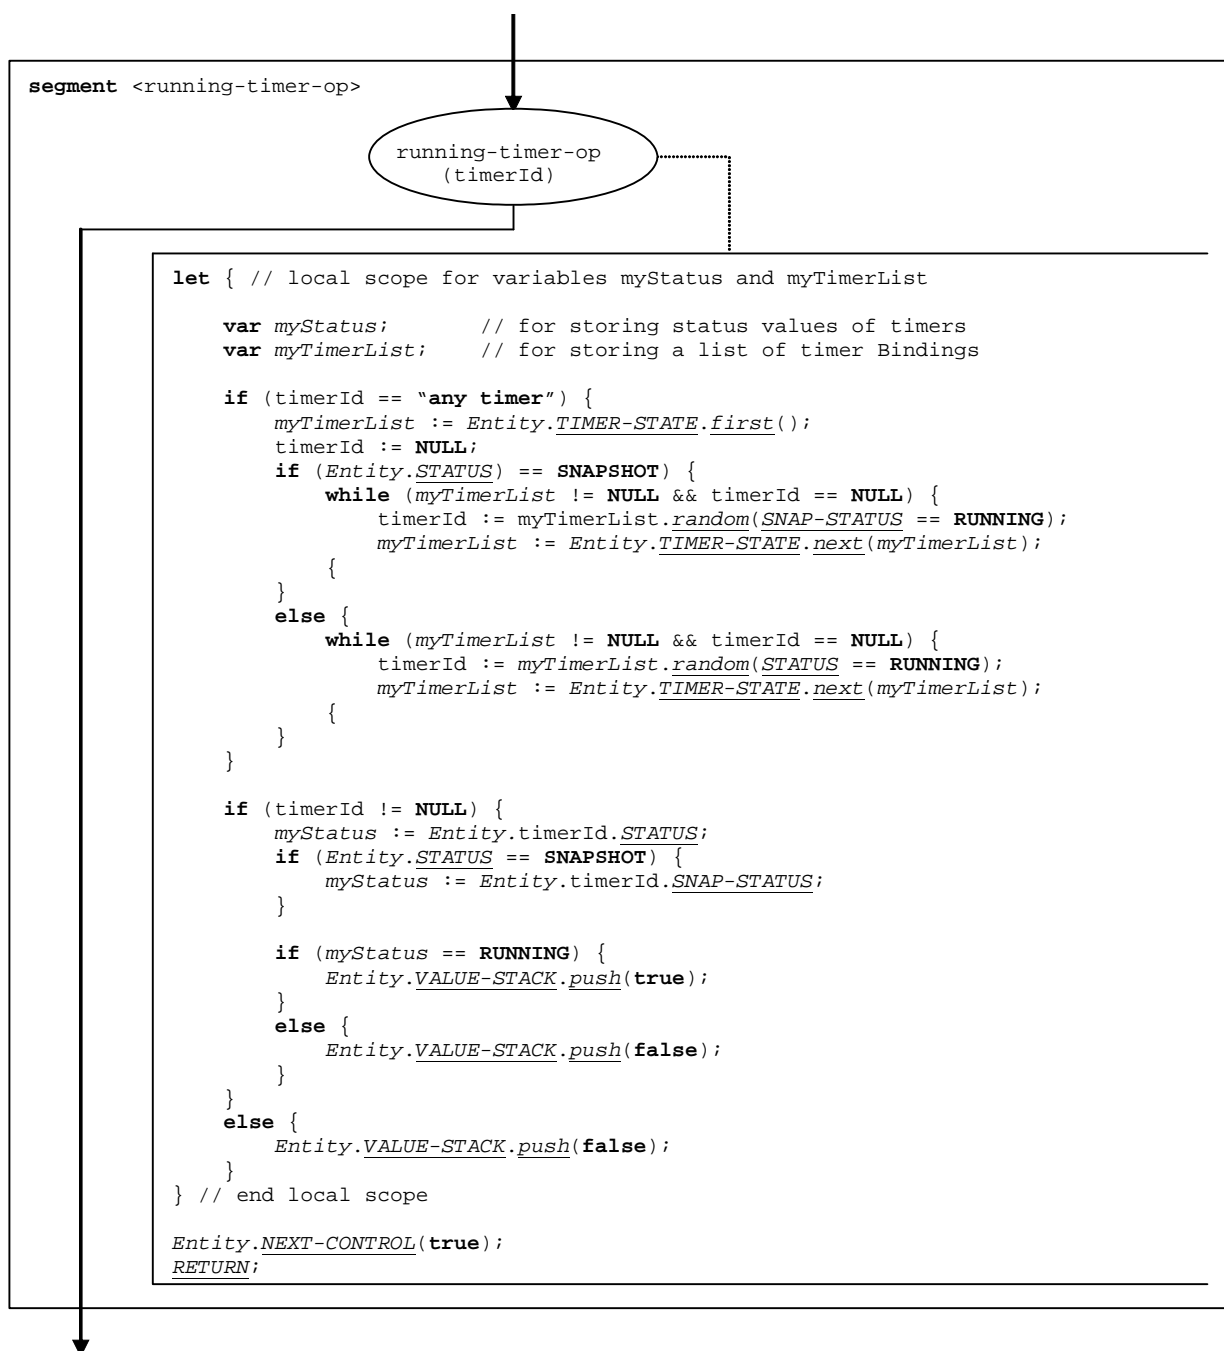 segment <running-timer-op>
running-timer-op
(timerId)
let { // local scope for variables myStatus and myTimerList
var myStatus; // for storing status values of timers
var myTimerList; // for storing a list of timer Bindings
if (timerId == “any timer″) {
myTimerList := Entity.TIMER-STATE.first();
timerId := NULL;
if (Entity.STATUS) == SNAPSHOT) {
while (myTimerList != NULL && timerId == NULL) {
timerId := myTimerList.random(SNAP-STATUS == RUNNING);
myTimerList := Entity.TIMER-STATE.next(myTimerList);
{
}
else {
while (myTimerList != NULL && timerId == NULL) {
timerId := myTimerList.random(STATUS == RUNNING);
myTimerList := Entity.TIMER-STATE.next(myTimerList);
{
}
}
if (timerId != NULL) {
myStatus := Entity.timerId.STATUS;
if (Entity.STATUS == SNAPSHOT) {
myStatus := Entity.timerId.SNAP-STATUS;
}
if (myStatus == RUNNING) {
Entity.VALUE-STACK.push(true);
}
else {
Entity.VALUE-STACK.push(false);
}
}
else {
Entity.VALUE-STACK.push(false);
}
} // end local scope
Entity.NEXT-CONTROL(true);
RETURN;